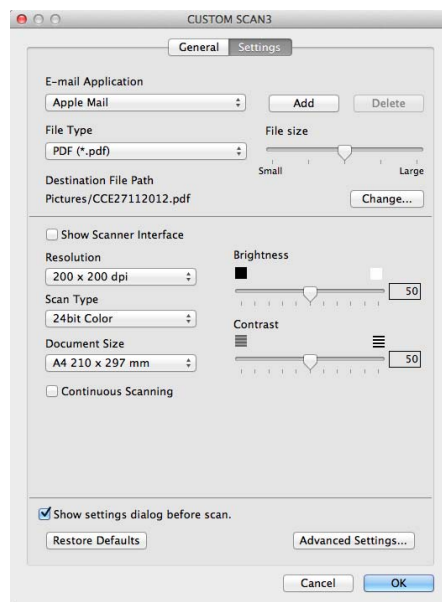 CUSTOM SCAN3
General Settings
E-mail Application
Apple Mail Add Delete
File Type File size
PDF (*.pdf)
Small Large
Destination File Path
Pictures/CCE27112012.pdf Change...
Show Scanner Interface
Resolution Brightness
200 x 200 dpi
50
Scan Type
24bit Color
Contrast
Document Size
A4 210 x 297 mm 50
Continuous Scanning
Show settings dialog before scan.
Restore Defaults Advanced Settings...
Cancel OK